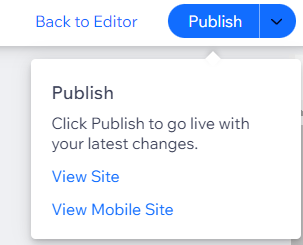 Back to Editor Publish
Publish
Click Publish to go live with
your latest changes.
View Site
View Mobile Site